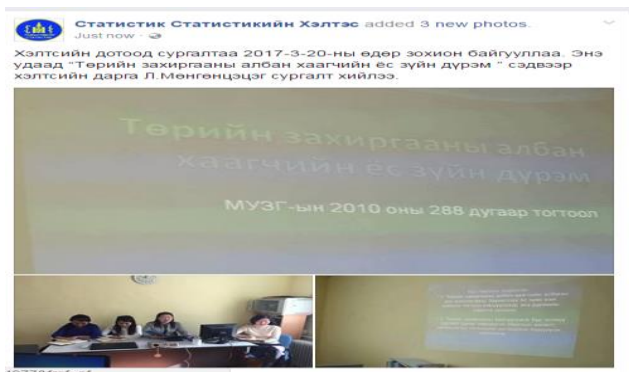 Статистик Статистикийн Хэлтэс added 3 new photos.
Just now
Хэлтсийн дотоод сургалтаа 2017-3-20-ны өдөр зохион байгууллаа. Энэ
удаад "Төрийн захиргааны албан хаагчийн ёс зүйн дүрэм " сэдвээр
хэлтсийн дарга Л.Мөнгөнцэцэг сургалт хийлээ.
Төрийн захиргааны албан
хаагчийн ёс зүйн дүрэм
МУЗГ-ын 2010 оны 288 дугаар тогтоол